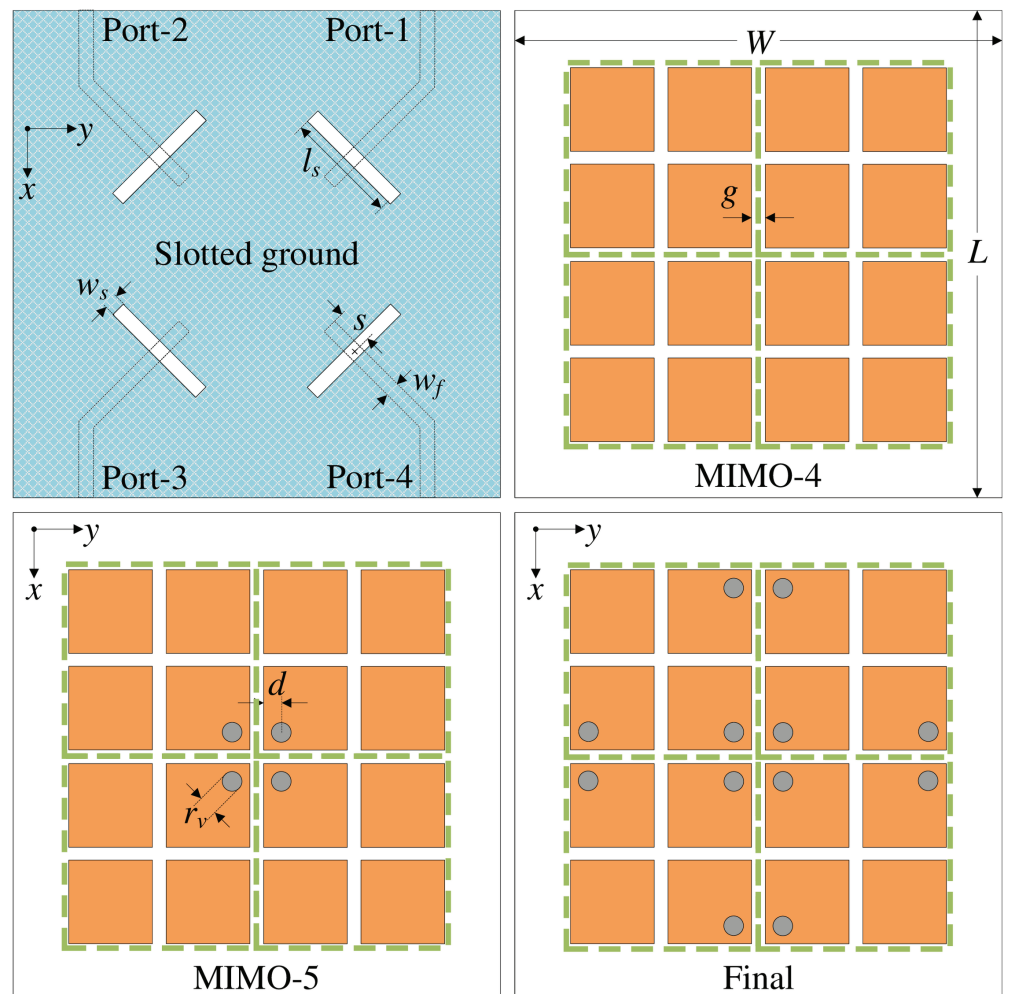 Port-2
Port-1
y
x
l_s
Slotted ground
w_s
s
w_f
Port-3
Port-4
W
g
L
MIMO-4
y
x
d
r_v
MIMO-5
y
x
Final